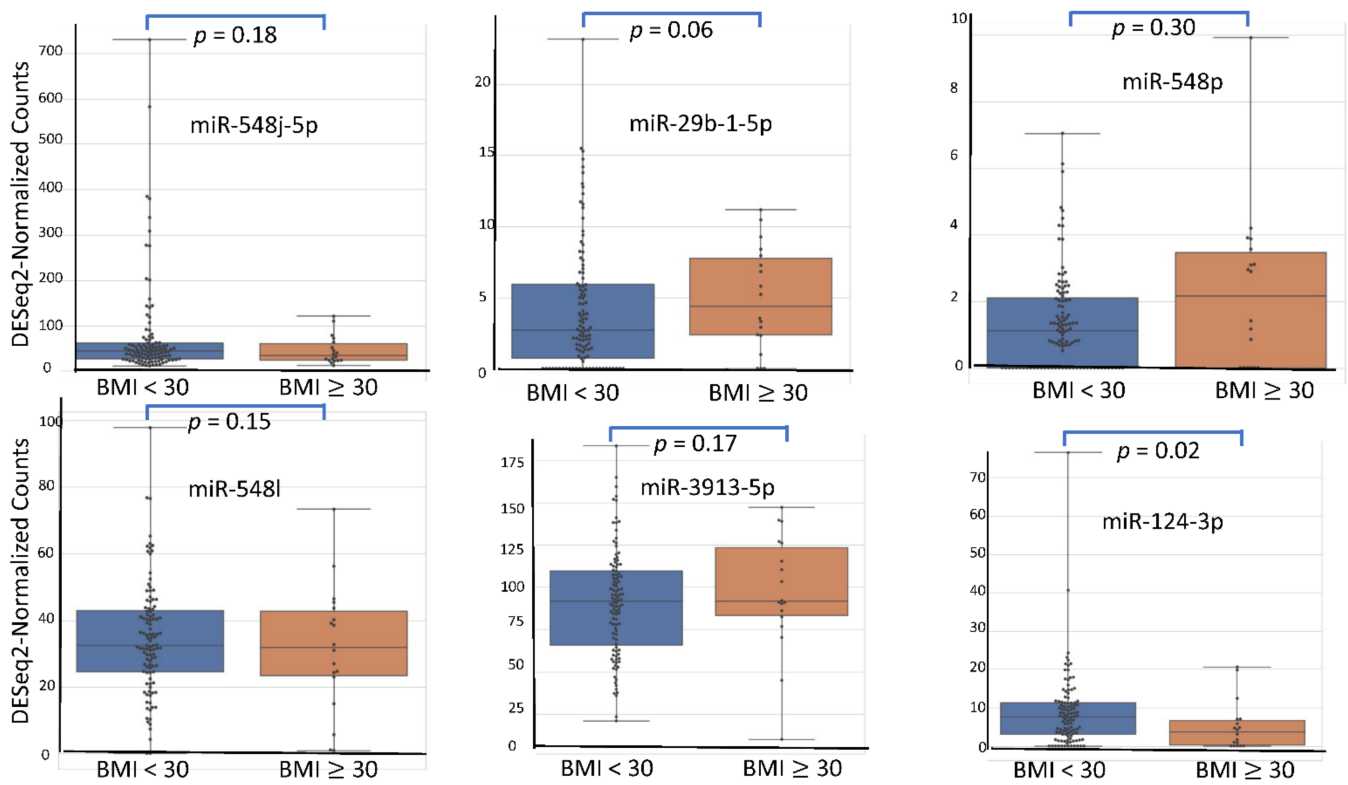 DESeq2-Normalized Counts
p = 0.18
miR-548j-5p
700
600
500
400
300
200
100
0
BMI < 30
BMI ≥ 30
p = 0.06
miR-29b-1-5p
20
15
10
5
0
BMI < 30
BMI ≥ 30
p = 0.30
miR-548p
10
8
6
4
2
0
BMI < 30
BMI ≥ 30
DESeq2-Normalized Counts
p = 0.15
miR-548l
100
80
60
40
20
0
BMI < 30
BMI ≥ 30
p = 0.17
miR-3913-5p
175
150
125
100
75
50
25
0
BMI < 30
BMI ≥ 30
p = 0.02
miR-124-3p
70
60
50
40
30
20
10
0
BMI < 30
BMI ≥ 30